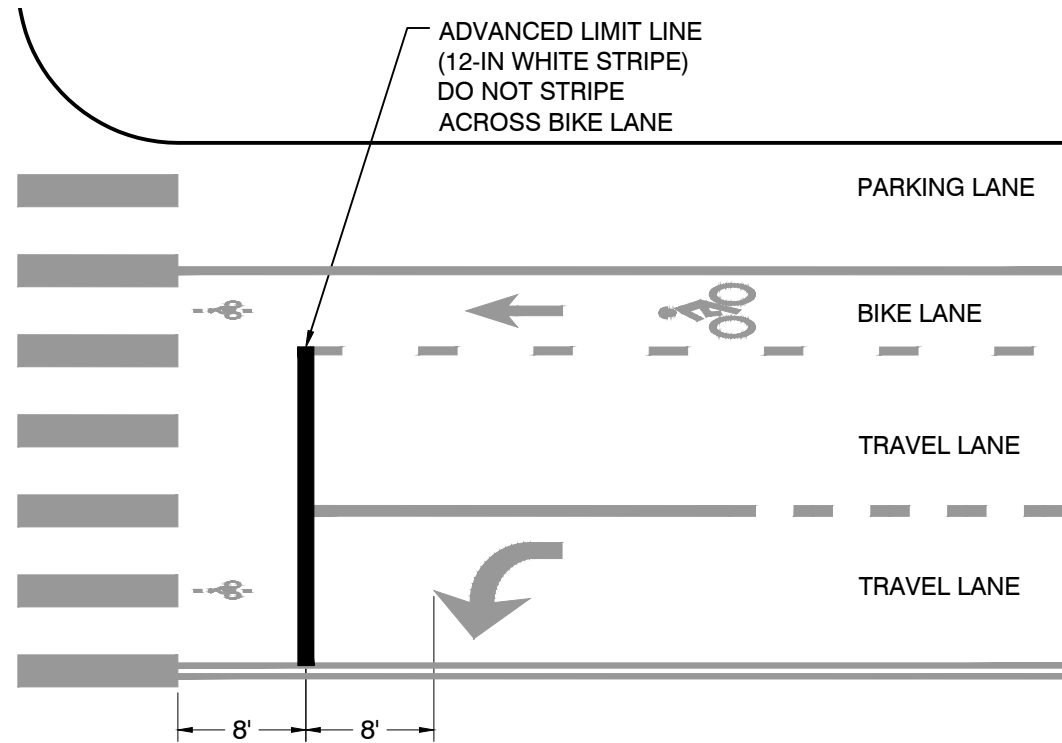 ADVANCED LIMIT LINE
(12-IN WHITE STRIPE)
DO NOT STRIPE
ACROSS BIKE LANE
PARKING LANE
BIKE LANE
TRAVEL LANE
TRAVEL LANE
8' 8'